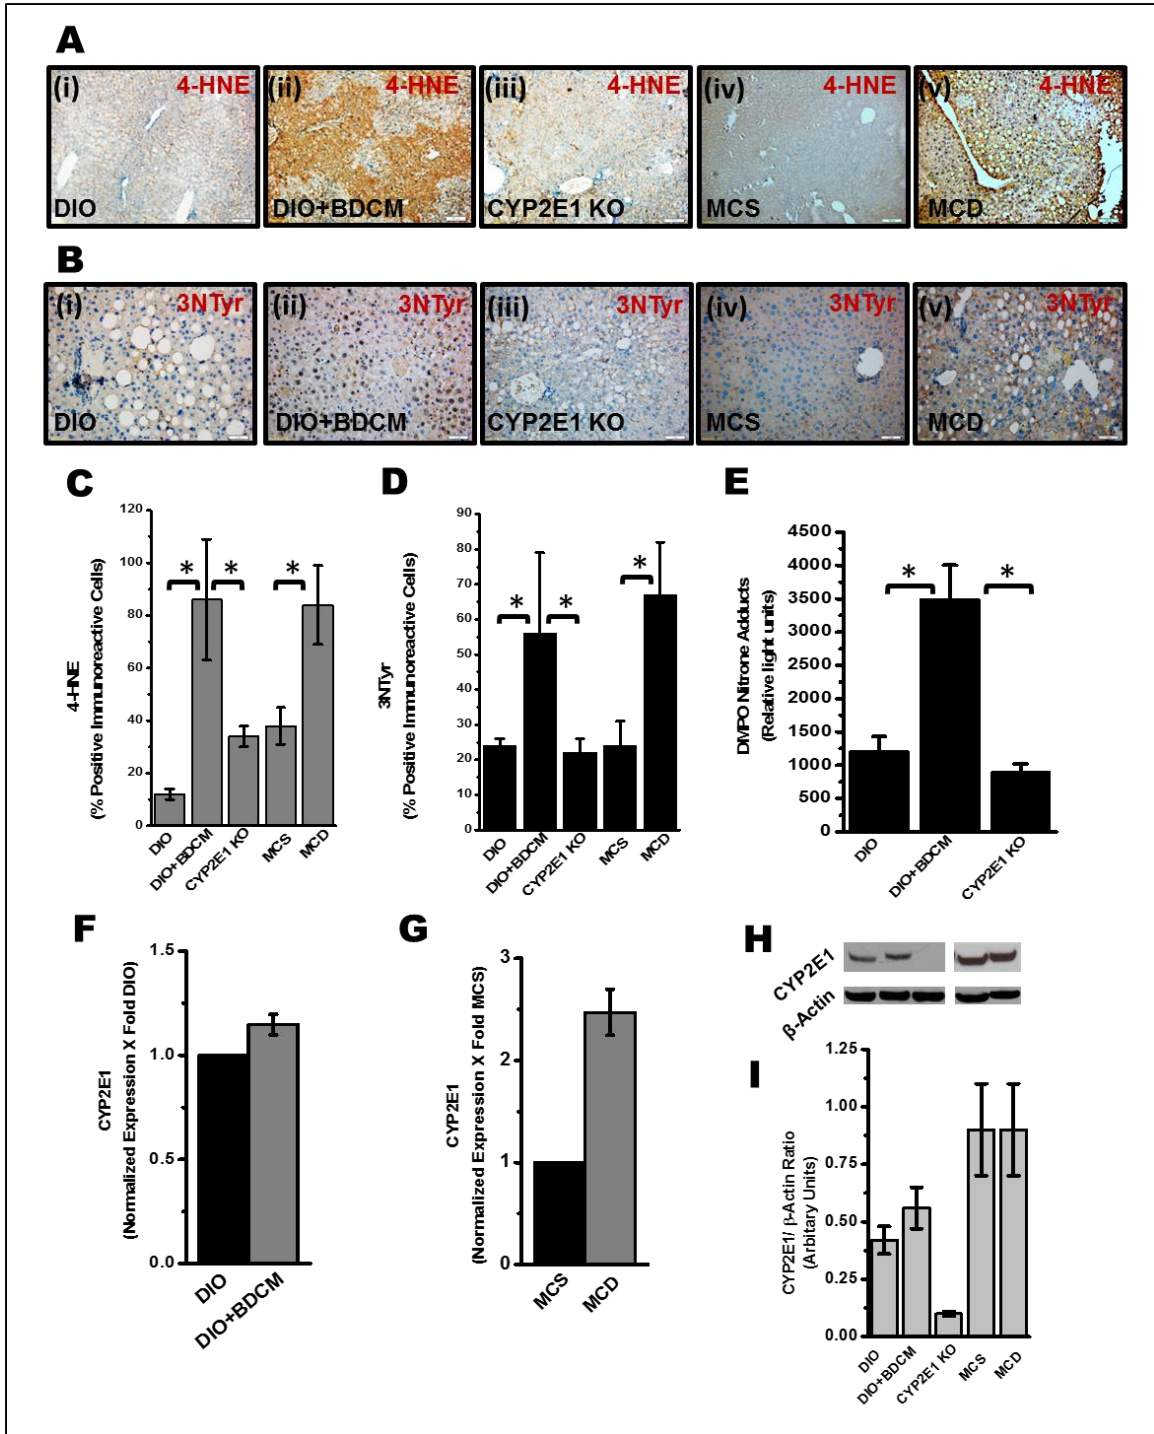 A
(i) 4-HNE (ii) 4-HNE (iii) 4-HNE (iv) 4-HNE (v) 4-HNE
DIO DIO+BDCM CYP2E1 KO MCS MCD
B
(i) 3NTyr (ii) 3NTyr (iii) 3NTyr (iv) 3NTyr (v) 3NTyr
DIO DIO+BDCM CYP2E1 KO MCS MCD
C
4-HNE
(% Positive Immunoreactive Cells)
120
100
80
60
40
20
0
* * *
DIO DIO+BDCM CYP2E1 KO MCS MCD
D
3NTyr
(% Positive Immunoreactive Cells)
90
80
70
60
50
40
30
20
10
0
* * *
DIO DIO+BDCM CYP2E1 KO MCS MCD
E
DMPO Nitrone Adducts
(Relative light units)
4500
4000
3500
3000
2500
2000
1500
1000
500
0
* *
DIO DIO+BDCM CYP2E1 KO
F
CYP2E1
(Normalized Expression X Fold DIO)
1.5
1.0
0.5
0.0
DIO DIO+BDCM
G
CYP2E1
(Normalized Expression X Fold MCS)
3
2
1
0
MCS MCD
H
CYP2E1
β-Actin
I
CYP2E1/ β-Actin Ratio
(Arbitary Units)
1.25
1.00
0.75
0.50
0.25
0.00
DIO DIO+BDCM CYP2E1 KO MCS MCD